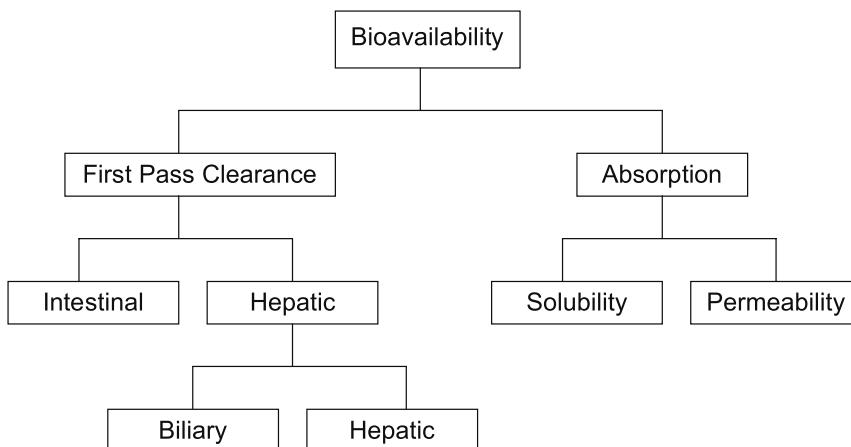 Bioavailability
First Pass Clearance
Absorption
Intestinal
Hepatic
Solubility
Permeability
Biliary
Hepatic